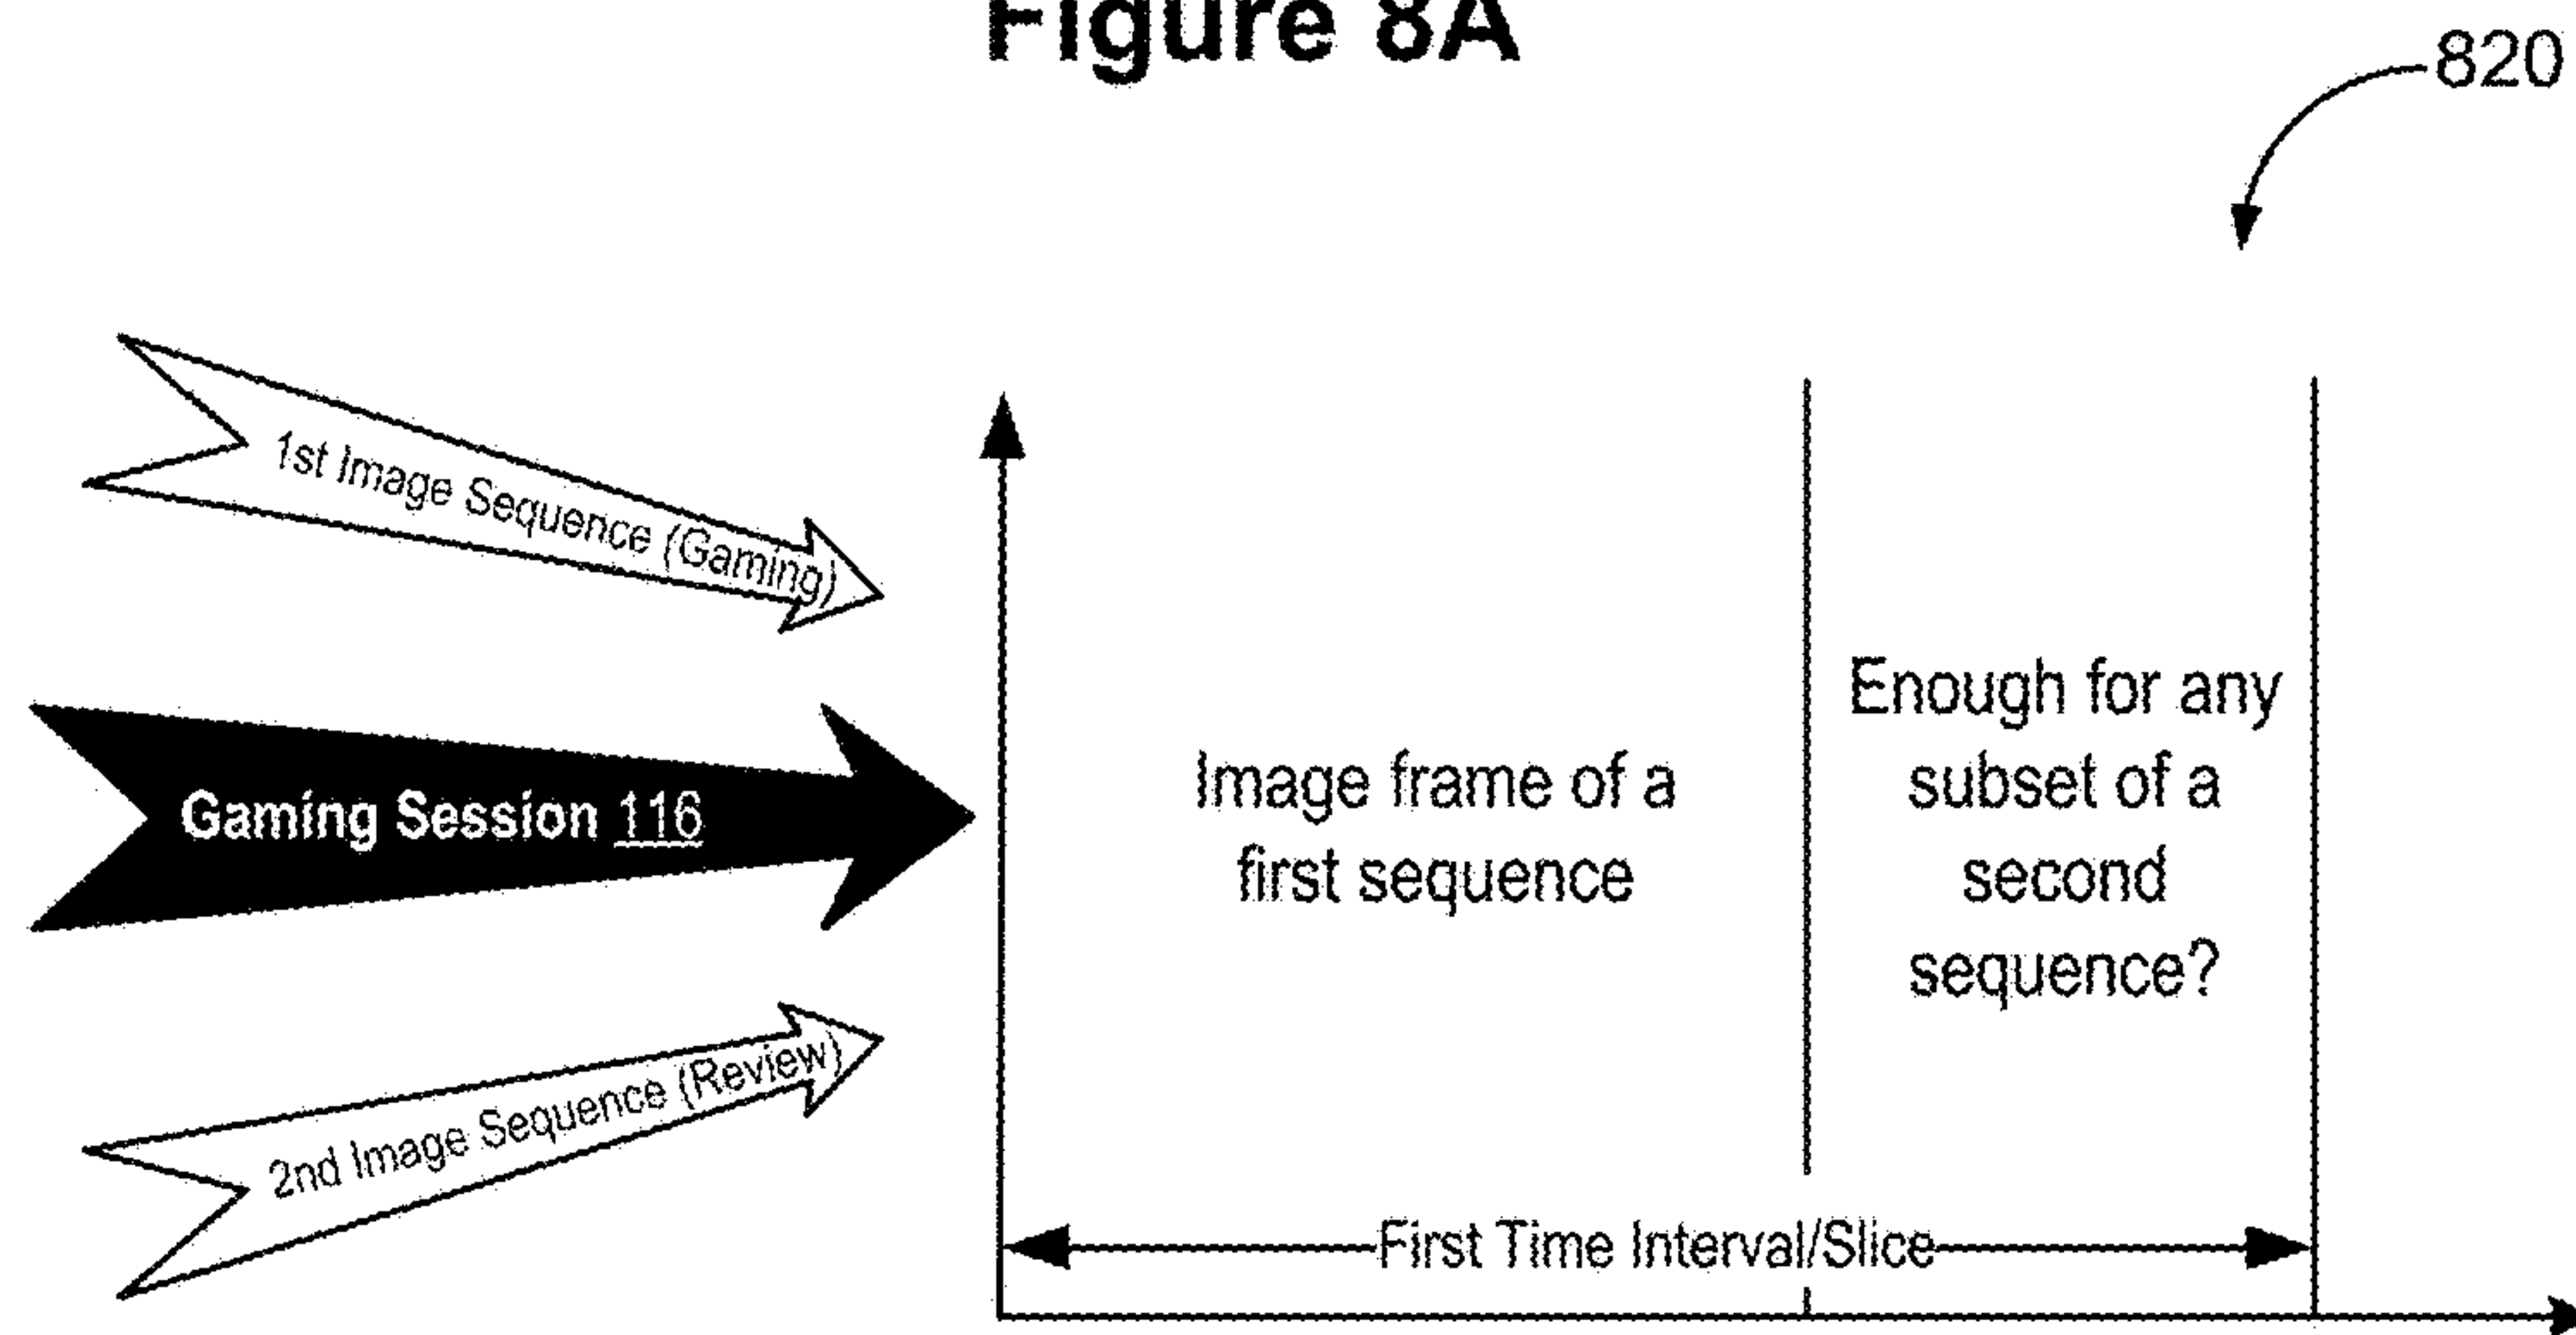 Figure 8A
820
1st Image Sequence (Gaming)
Gaming Session 116
2nd Image Sequence (Review)
Image frame of a
first sequence
Enough for any
subset of a
second
sequence?
First Time Interval/Slice